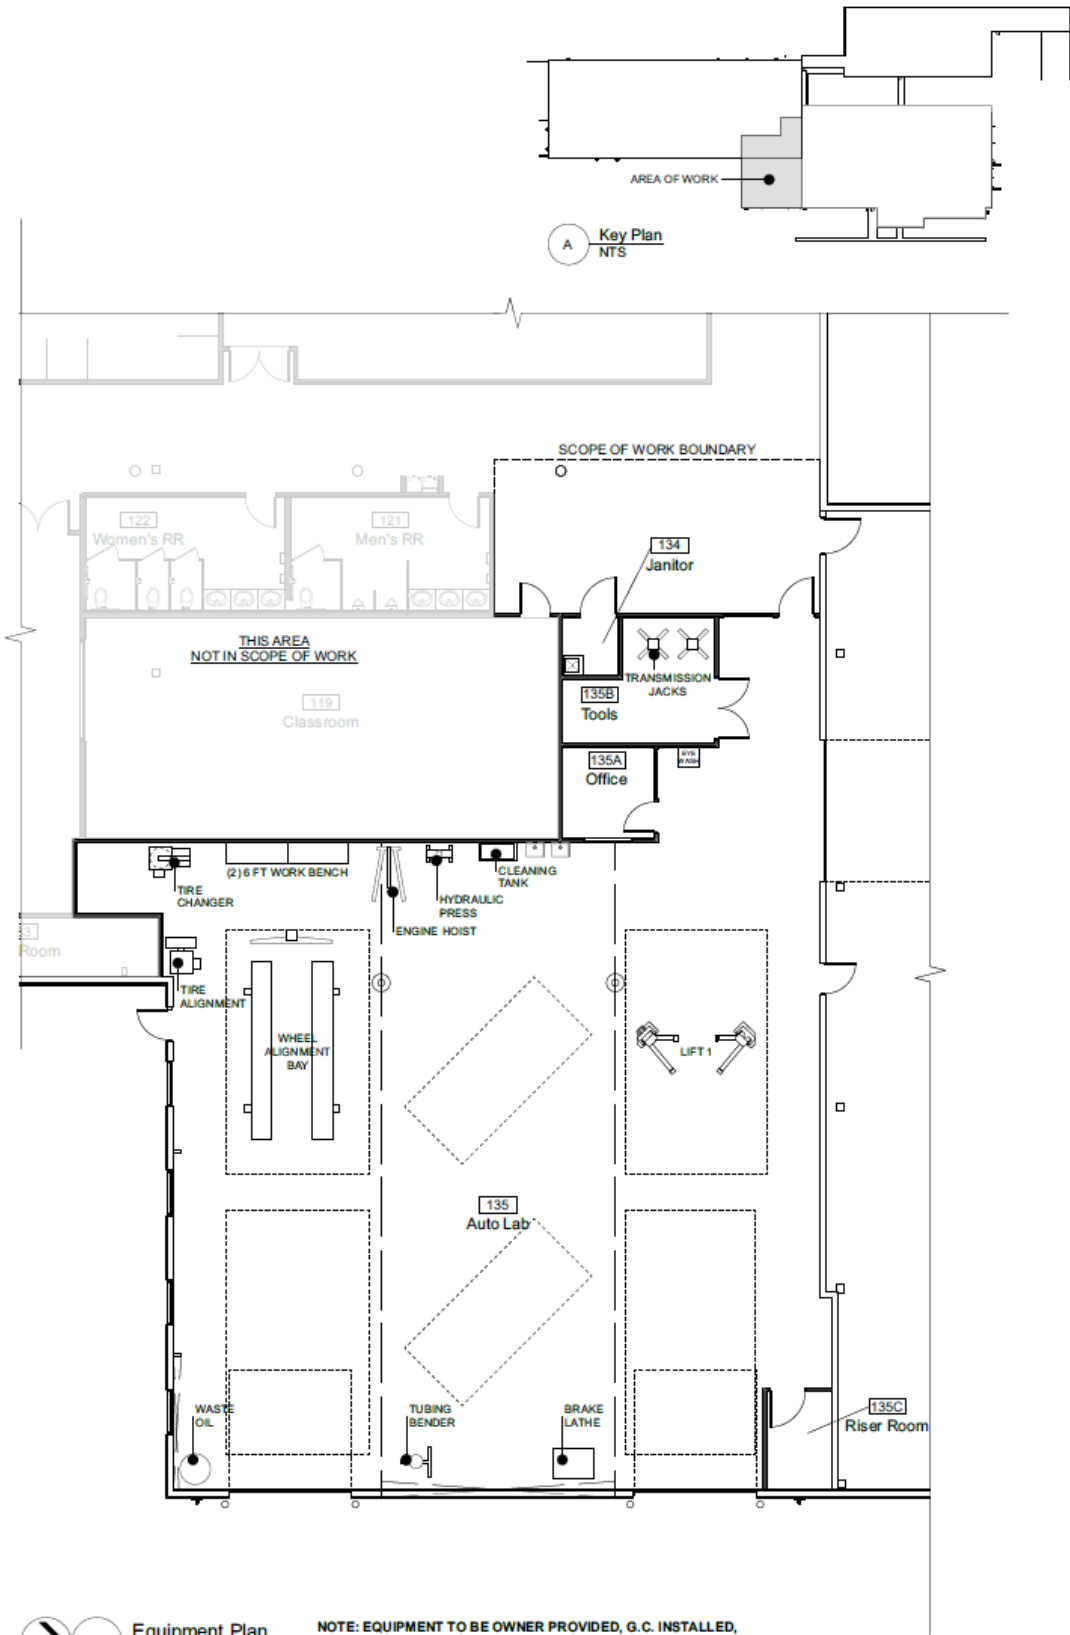 AREA OF WORK
A
Key Plan
NTS
SCOPE OF WORK BOUNDARY
122
Women's RR
121
Men's RR
134
Janitor
THIS AREA
NOT IN SCOPE OF WORK
119
Classroom
TRANSMISSION
JACKS
135B
Tools
EYE
WASH
135A
Office
(2) 6 FT WORK BENCH
CLEANING
TANK
TIRE
CHANGER
HYDRAULIC
PRESS
ENGINE HOIST
3
Room
TIRE
ALIGNMENT
WHEEL
ALIGNMENT
BAY
LIFT 1
135
Auto Lab
WASTE
OIL
TUBING
BENDER
BRAKE
LATHE
135C
Riser Room
Equipment Plan
NOTE: EQUIPMENT TO BE OWNER PROVIDED, G.C. INSTALLED,